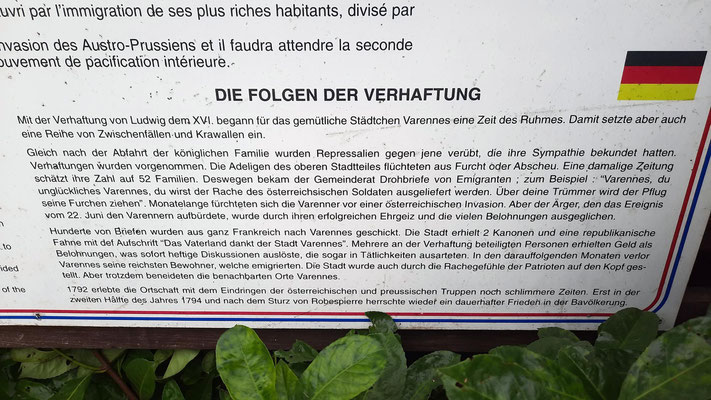 uvri par l'immigration de ses plus riches habitants, divisé par
nvasion des Austro-Prussiens et il faudra attendre la seconde
ouvement de pacification intérieure.
DIE FOLGEN DER VERHAFTUNG
Mit der Verhaftung von Ludwig dem XVI. begann für das gemütliche Städtchen Varennes eine Zeit des Ruhmes. Damit setzte aber auch
eine Reihe von Zwischenfällen und Krawallen ein.
Gleich nach der Abfahrt der königlichen Familie wurden Repressalien gegen jene verübt, die ihre Sympathie bekundet hatten.
Verhaftungen wurden vorgenommen. Die Adeligen des oberen Stadtteiles flüchteten aus Furcht oder Abscheu. Eine damalige Zeitung
schätzt ihre Zahl auf 52 Familien. Deswegen bekam der Gemeinderat Drohbriefe von Emigranten ; zum Beispiel : "Varennes, du
unglückliches Varennes, du wirst der Rache des österreichsischen Soldaten ausgeliefert werden. Über deine Trümmer wird der Pflug
seine Furchen ziehen". Monatelange fürchteten sich die Varenner vor einer österreichischen Invasion. Aber der Ärger, den das Ereignis
vom 22. Juni den Varennern aufbürdete, wurde durch ihren erfolgreichen Ehrgeiz und die vielen Belohnungen ausgeglichen.
Hunderte von Briefen wurden aus ganz Frankreich nach Varennes geschickt. Die Stadt erhielt 2 Kanonen und eine republikanische
Fahne mit def Aufschrift "Das Vaterland dankt der Stadt Varennes". Mehrere an der Verhaftung beteiligten Personen erhielten Geld als
Belohnungen, was sofort heftige Diskussionen auslöste, die sogar in Tätlichkeiten ausarteten. In den darauffolgenden Monaten verlor
Varennes seine reichsten Bewohner, welche emigrierten. Die Stadt wurde auch durch die Rachegefühle der Patrioten auf den Kopf ges-
tellt. Aber trotzdem beneideten die benachbarten Orte Varennes.
1792 erlebte die Ortschaft mit dem Eindringen der österreichischen und preussischen Truppen noch schlimmere Zeiten. Erst in der
zweiten Hälfte des Jahres 1794 und nach dem Sturz von Robespierre herrschte wieder ein dauerhafter Frieden in der Bavölkerung.
to
ided
of the